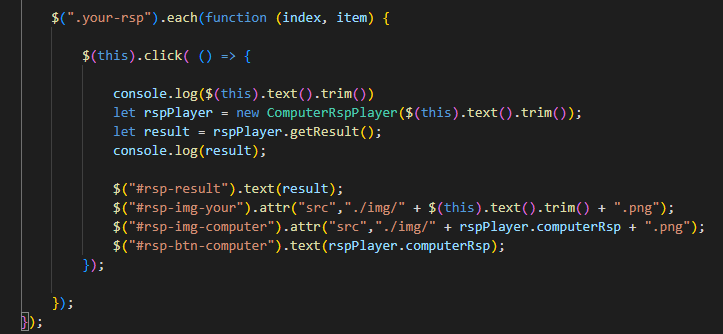 $(".your-rsp").each(function (index, item) {
$(this).click( () => {
console.log($(this).text().trim())
let rspPlayer = new ComputerRspPlayer($(this).text().trim());
let result = rspPlayer.getResult();
console.log(result);
$("#rsp-result").text(result);
$("#rsp-img-your").attr("src","./img/" + $(this).text().trim() + ".png");
$("#rsp-img-computer").attr("src","./img/" + rspPlayer.computerRsp + ".png");
$("#rsp-btn-computer").text(rspPlayer.computerRsp);
});
});
});